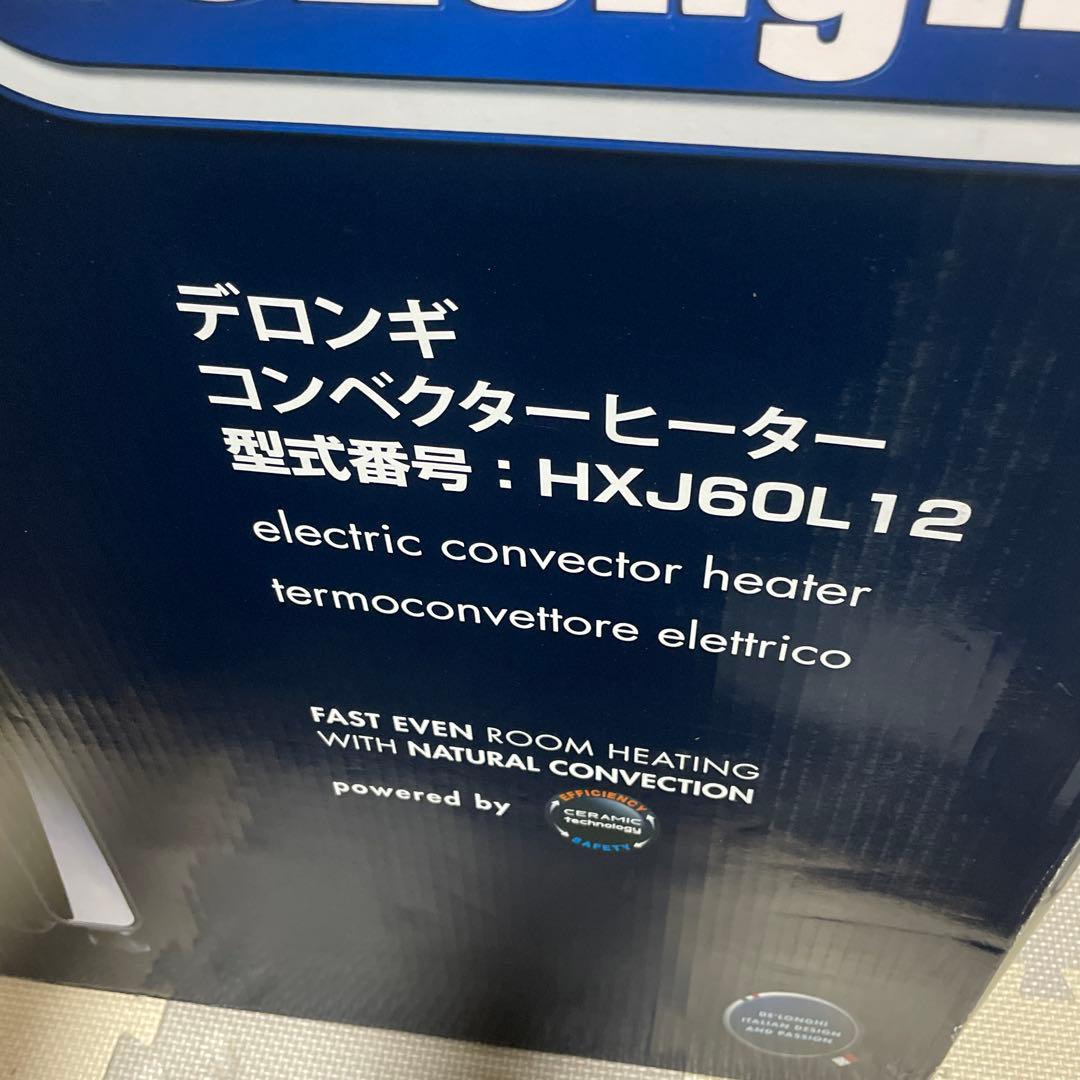 デロンギ
コンベクターヒーター
型式番号：HXJ60L12
electric convector heater
termoconvettore elettrico
FAST EVEN ROOM HEATING
WITH NATURAL CONVECTION
powered by
EFFICIENCY
CERAMIC
technology
SAFETY
DE'LONGHI
ITALIAN DESIGN
AND PASSION